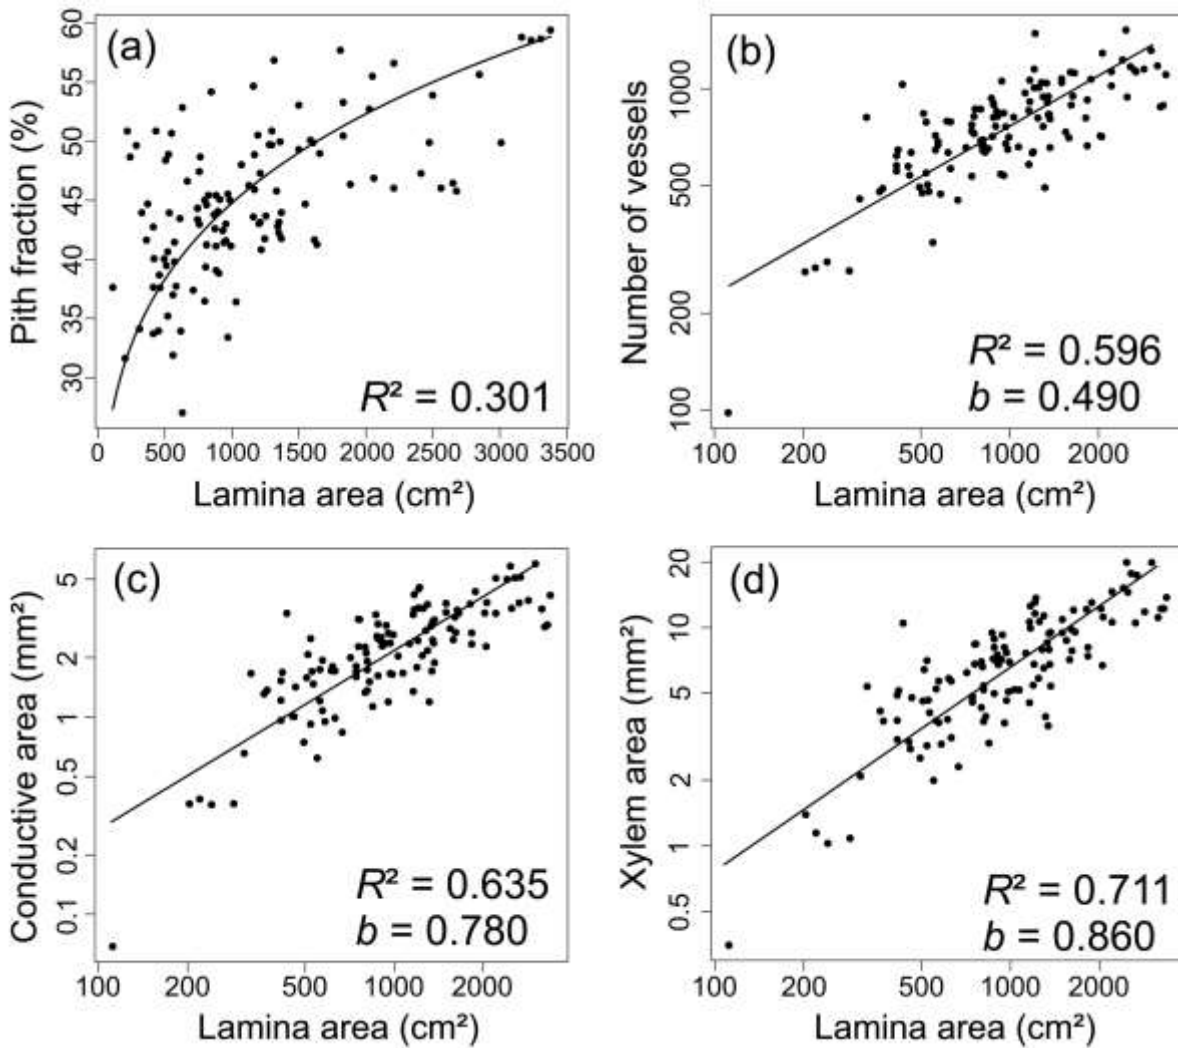 (a)
Pith fraction (%)
60
55
50
45
40
35
30
R² = 0.301
0 500 1000 1500 2000 2500 3000 3500
Lamina area (cm²)
(b)
Number of vessels
1000
500
200
100
R² = 0.596
b = 0.490
100 200 500 1000 2000
Lamina area (cm²)
(c)
Conductive area (mm²)
5
2
1
0.5
0.2
0.1
R² = 0.635
b = 0.780
100 200 500 1000 2000
Lamina area (cm²)
(d)
Xylem area (mm²)
20
10
5
2
1
0.5
R² = 0.711
b = 0.860
100 200 500 1000 2000
Lamina area (cm²)